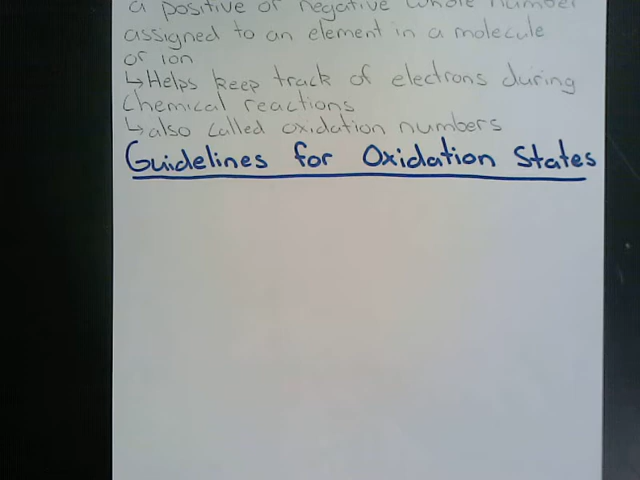 a positive or negative whole number
assigned to an element in a molecule
or ion
↳Helps keep track of electrons during
chemical reactions
↳also called oxidation numbers
Guidelines for Oxidation States